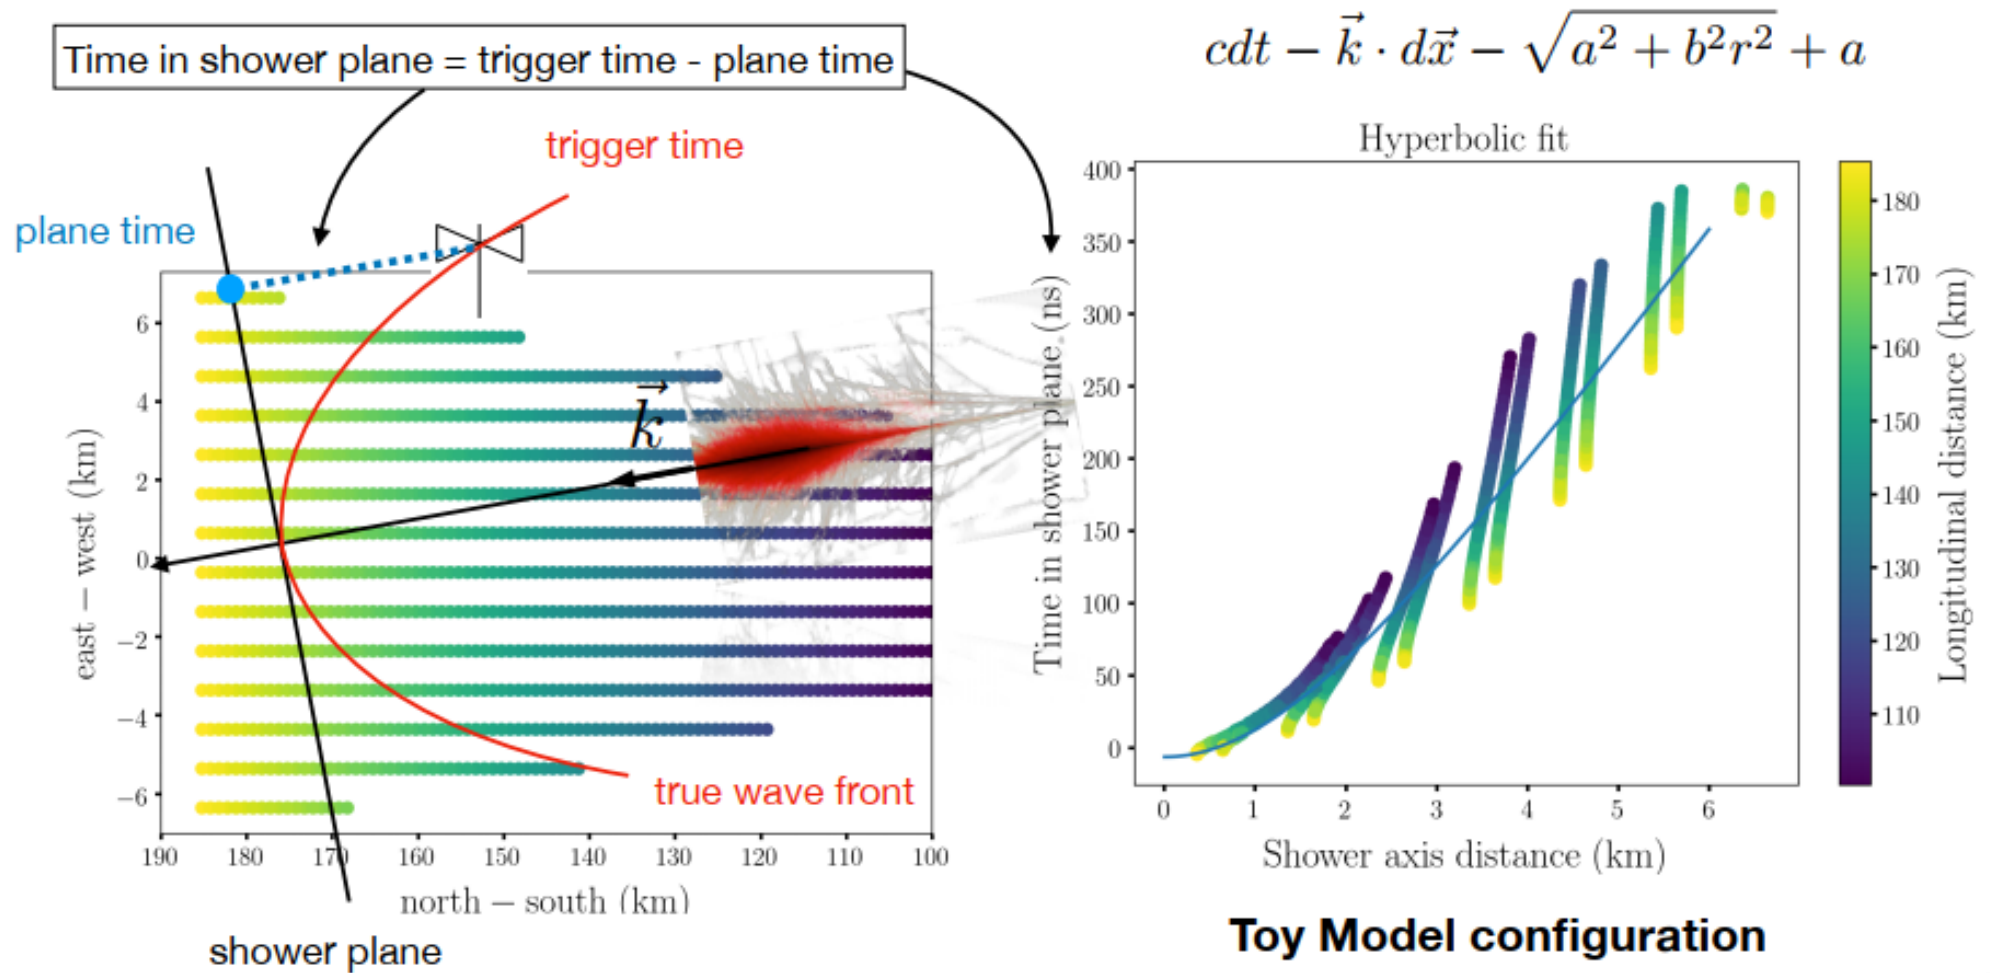 Time in shower plane = trigger time - plane time
cdt − \vec{k} · d\vec{x} − \sqrt{a² + b²r²} + a
trigger time
plane time
k⃗
true wave front
shower plane
east − west (km)
6
4
2
0
−2
−4
−6
190 180 170 160 150 140 130 120 110 100
north − south (km)
Hyperbolic fit
Time in shower plane (ns)
400
350
300
250
200
150
100
50
0
0 1 2 3 4 5 6
Shower axis distance (km)
180
170
160
150
140
130
120
110
Longitudinal distance (km)
Toy Model configuration